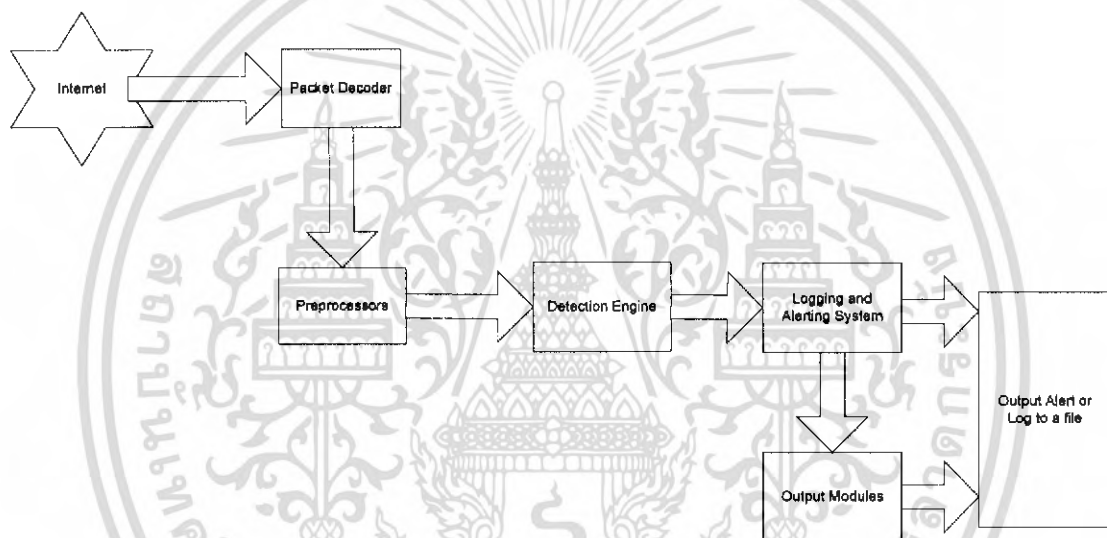 Internet
Packet Decoder
Preprocessors
Detection Engine
Logging and
Alerting System
Output Alert or
Log to a file
Output Modules